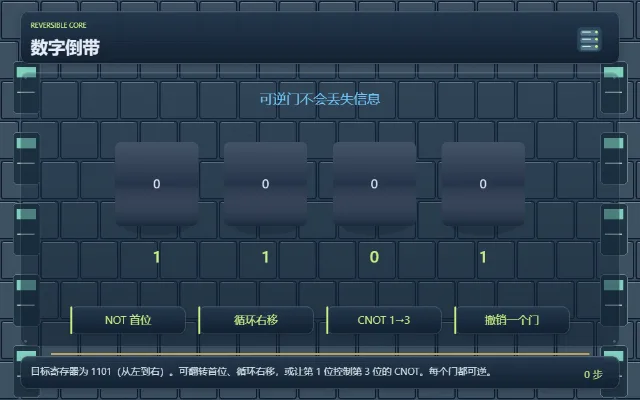 REVERSIBLE CORE
数字倒带
可逆门不会丢失信息
0 0 0 0
1 1 0 1
NOT 首位 循环右移 CNOT 1→3 撤销一个门
目标寄存器为 1101（从左到右）。可翻转首位、循环右移，或让第 1 位控制第 3 位的 CNOT。每个门都可逆。
0 步